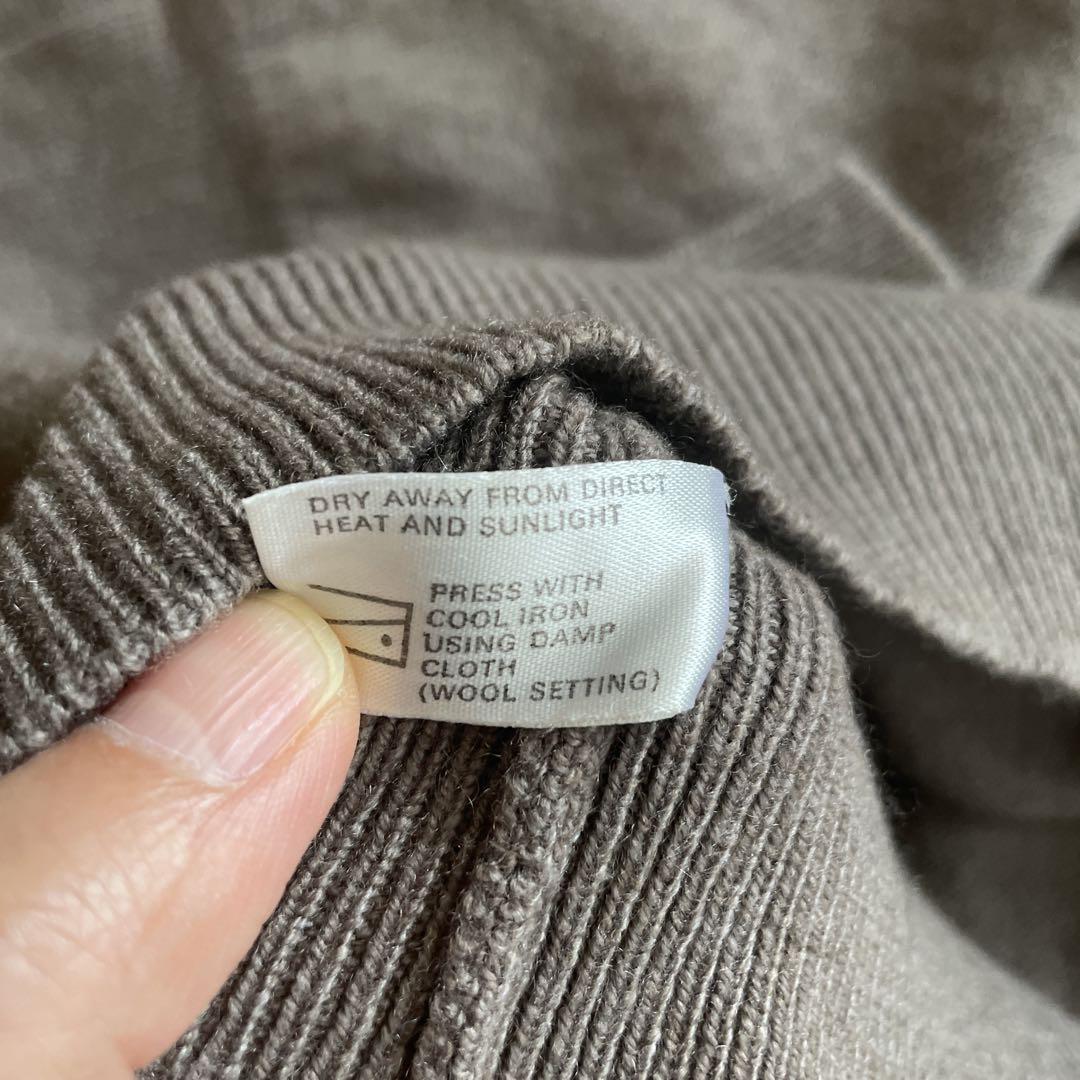 DRY AWAY FROM DIRECT
HEAT AND SUNLIGHT
PRESS WITH
COOL IRON
USING DAMP
CLOTH
(WOOL SETTING)